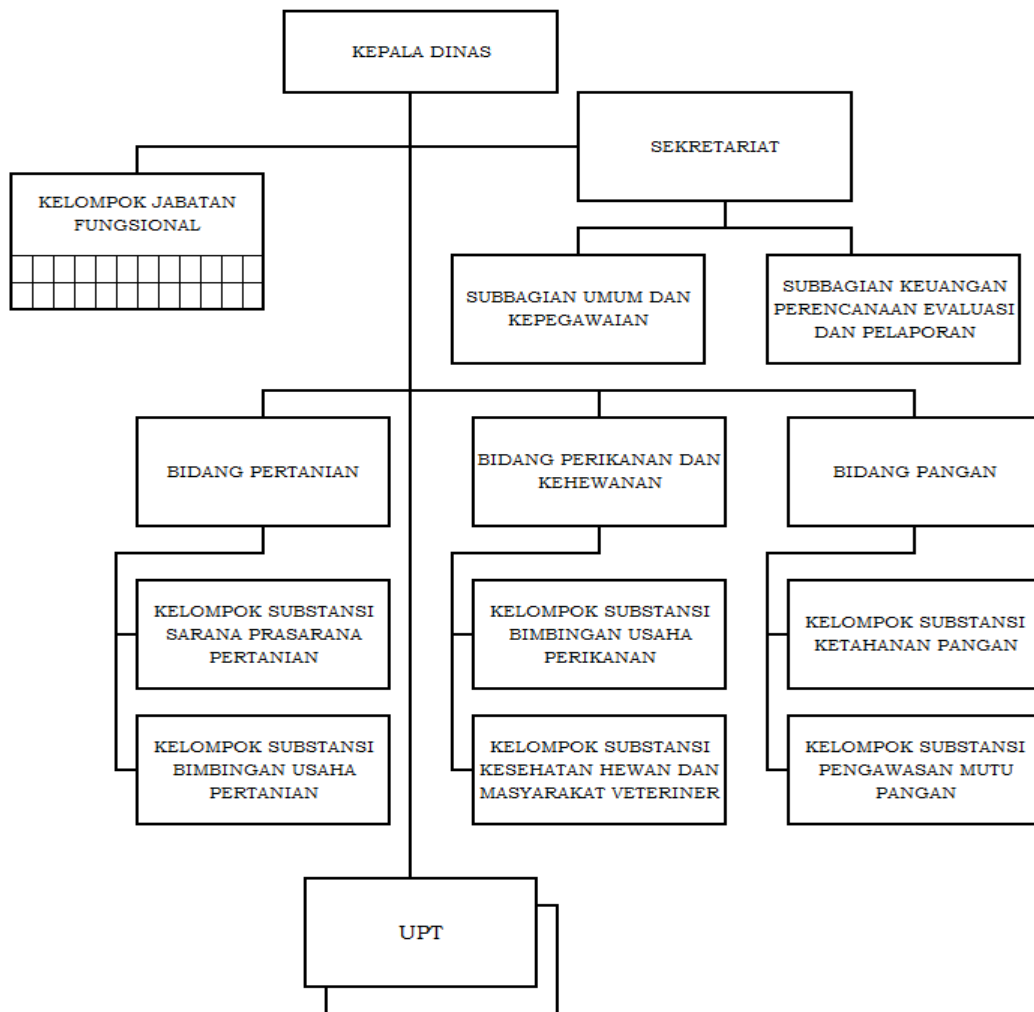 KEPALA DINAS
SEKRETARIAT
KELOMPOK JABATAN
FUNGSIONAL
SUBBAGIAN UMUM DAN
KEPEGAWAIAN
SUBBAGIAN KEUANGAN
PERENCANAAN EVALUASI
DAN PELAPORAN
BIDANG PERTANIAN
BIDANG PERIKANAN DAN
KEHEWANAN
BIDANG PANGAN
KELOMPOK SUBSTANSI
SARANA PRASARANA
PERTANIAN
KELOMPOK SUBSTANSI
BIMBINGAN USAHA
PERIKANAN
KELOMPOK SUBSTANSI
KETAHANAN PANGAN
KELOMPOK SUBSTANSI
BIMBINGAN USAHA
PERTANIAN
KELOMPOK SUBSTANSI
KESEHATAN HEWAN DAN
MASYARAKAT VETERINER
KELOMPOK SUBSTANSI
PENGAWASAN MUTU
PANGAN
UPT